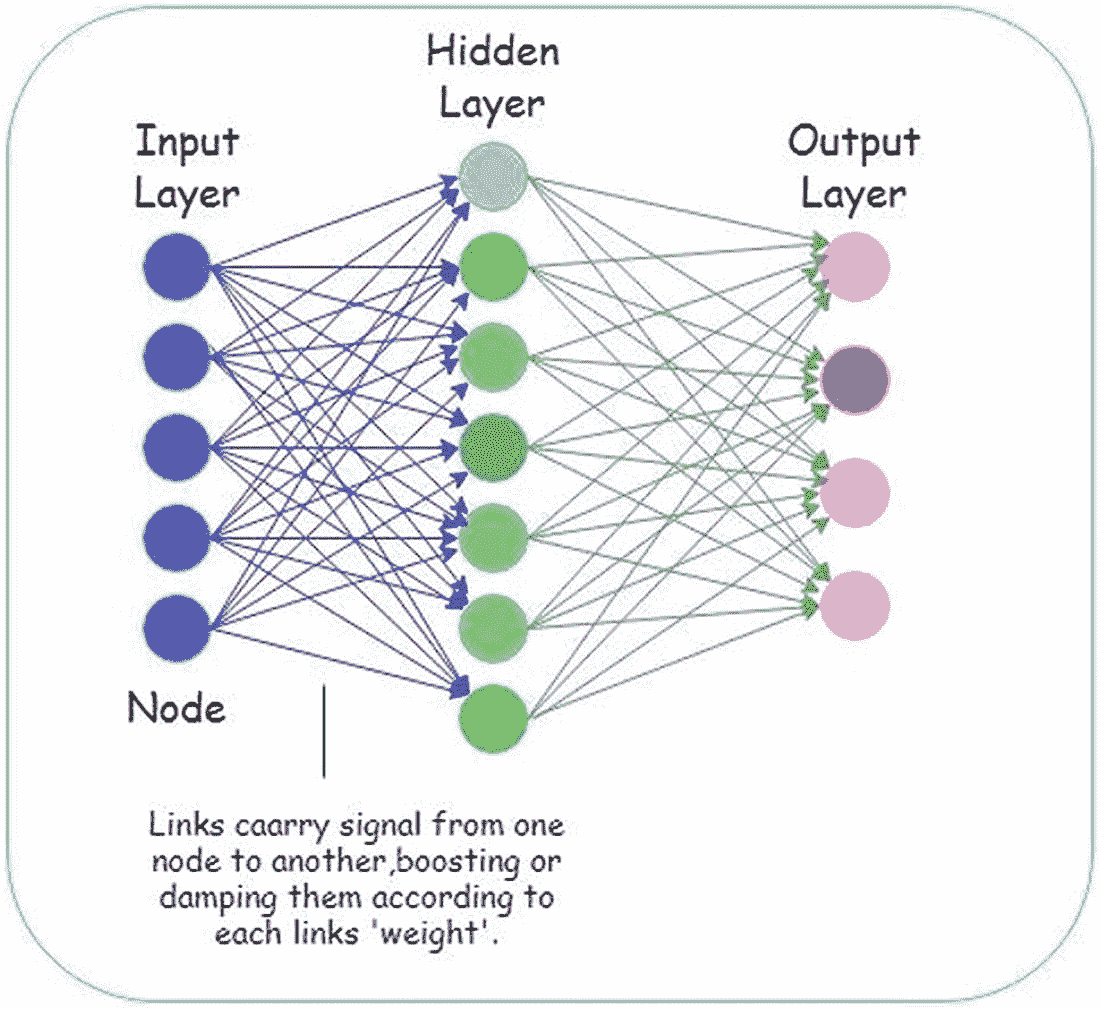 Hidden
Layer
Input
Layer
Output
Layer
Node
Links caarry signal from one
node to another,boosting or
damping them according to
each links 'weight'.